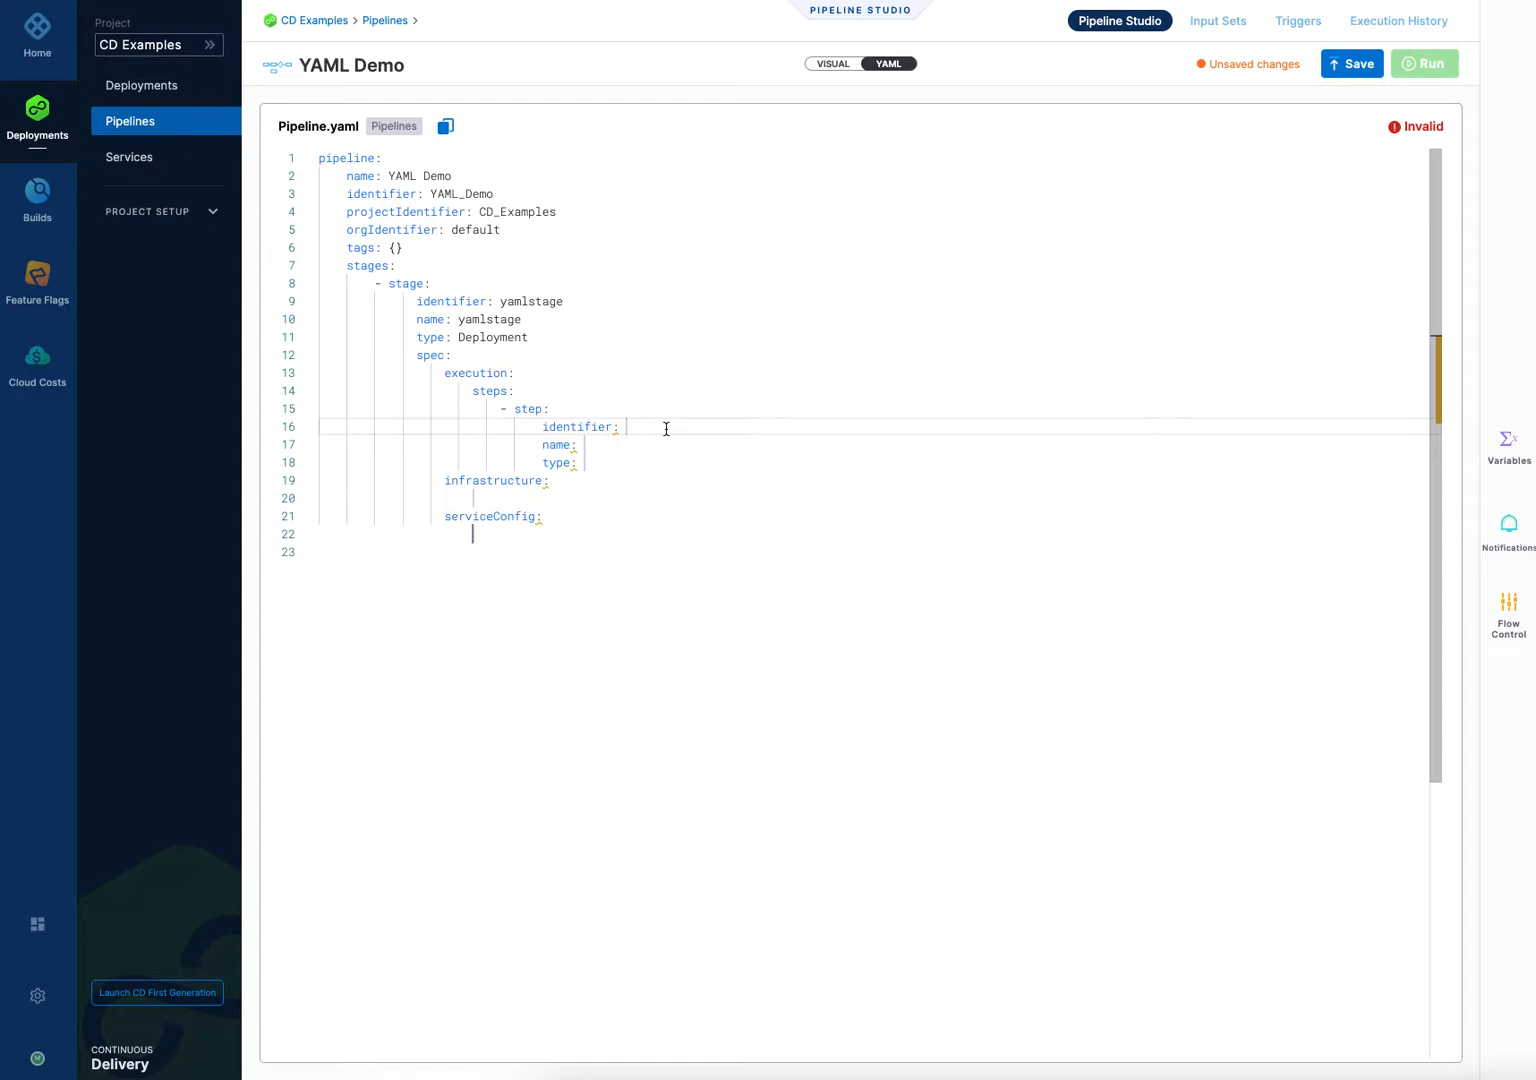 Home
Deployments
Builds
Feature Flags
Cloud Costs
Project
CD Examples
Deployments
Pipelines
Services
PROJECT SETUP
Launch CD First Generation
CONTINUOUS
Delivery
CD Examples > Pipelines >
PIPELINE STUDIO
Pipeline Studio
Input Sets
Triggers
Execution History
YAML Demo
VISUAL
YAML
Unsaved changes
Save
Run
Pipeline.yaml
Pipelines
Invalid
1 pipeline:
2 name: YAML Demo
3 identifier: YAML_Demo
4 projectIdentifier: CD_Examples
5 orgIdentifier: default
6 tags: {}
7 stages:
8 - stage:
9 identifier: yamlstage
10 name: yamlstage
11 type: Deployment
12 spec:
13 execution:
14 steps:
15 - step:
16 identifier:
17 name:
18 type:
19 infrastructure:
20
21 serviceConfig:
22
23
Variables
Notifications
Flow
Control
M